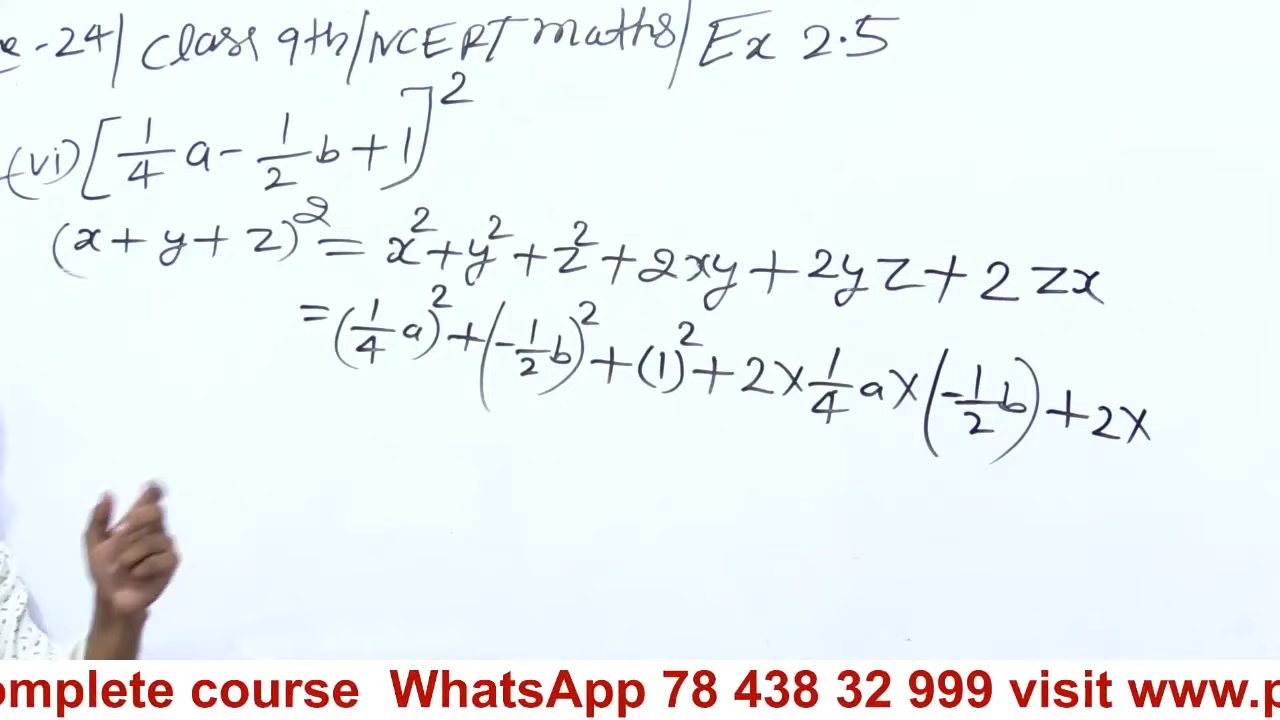 -24 / Class 9th / NCERT maths / Ex 2.5
(vi) [1/4 a - 1/2 b + 1]²
(x + y + z)² = x² + y² + z² + 2xy + 2yz + 2zx
= (1/4 a)² + (-1/2 b)² + (1)² + 2 × 1/4 a × (-1/2 b) + 2 ×
omplete course WhatsApp 78 438 32 999 visit www.p